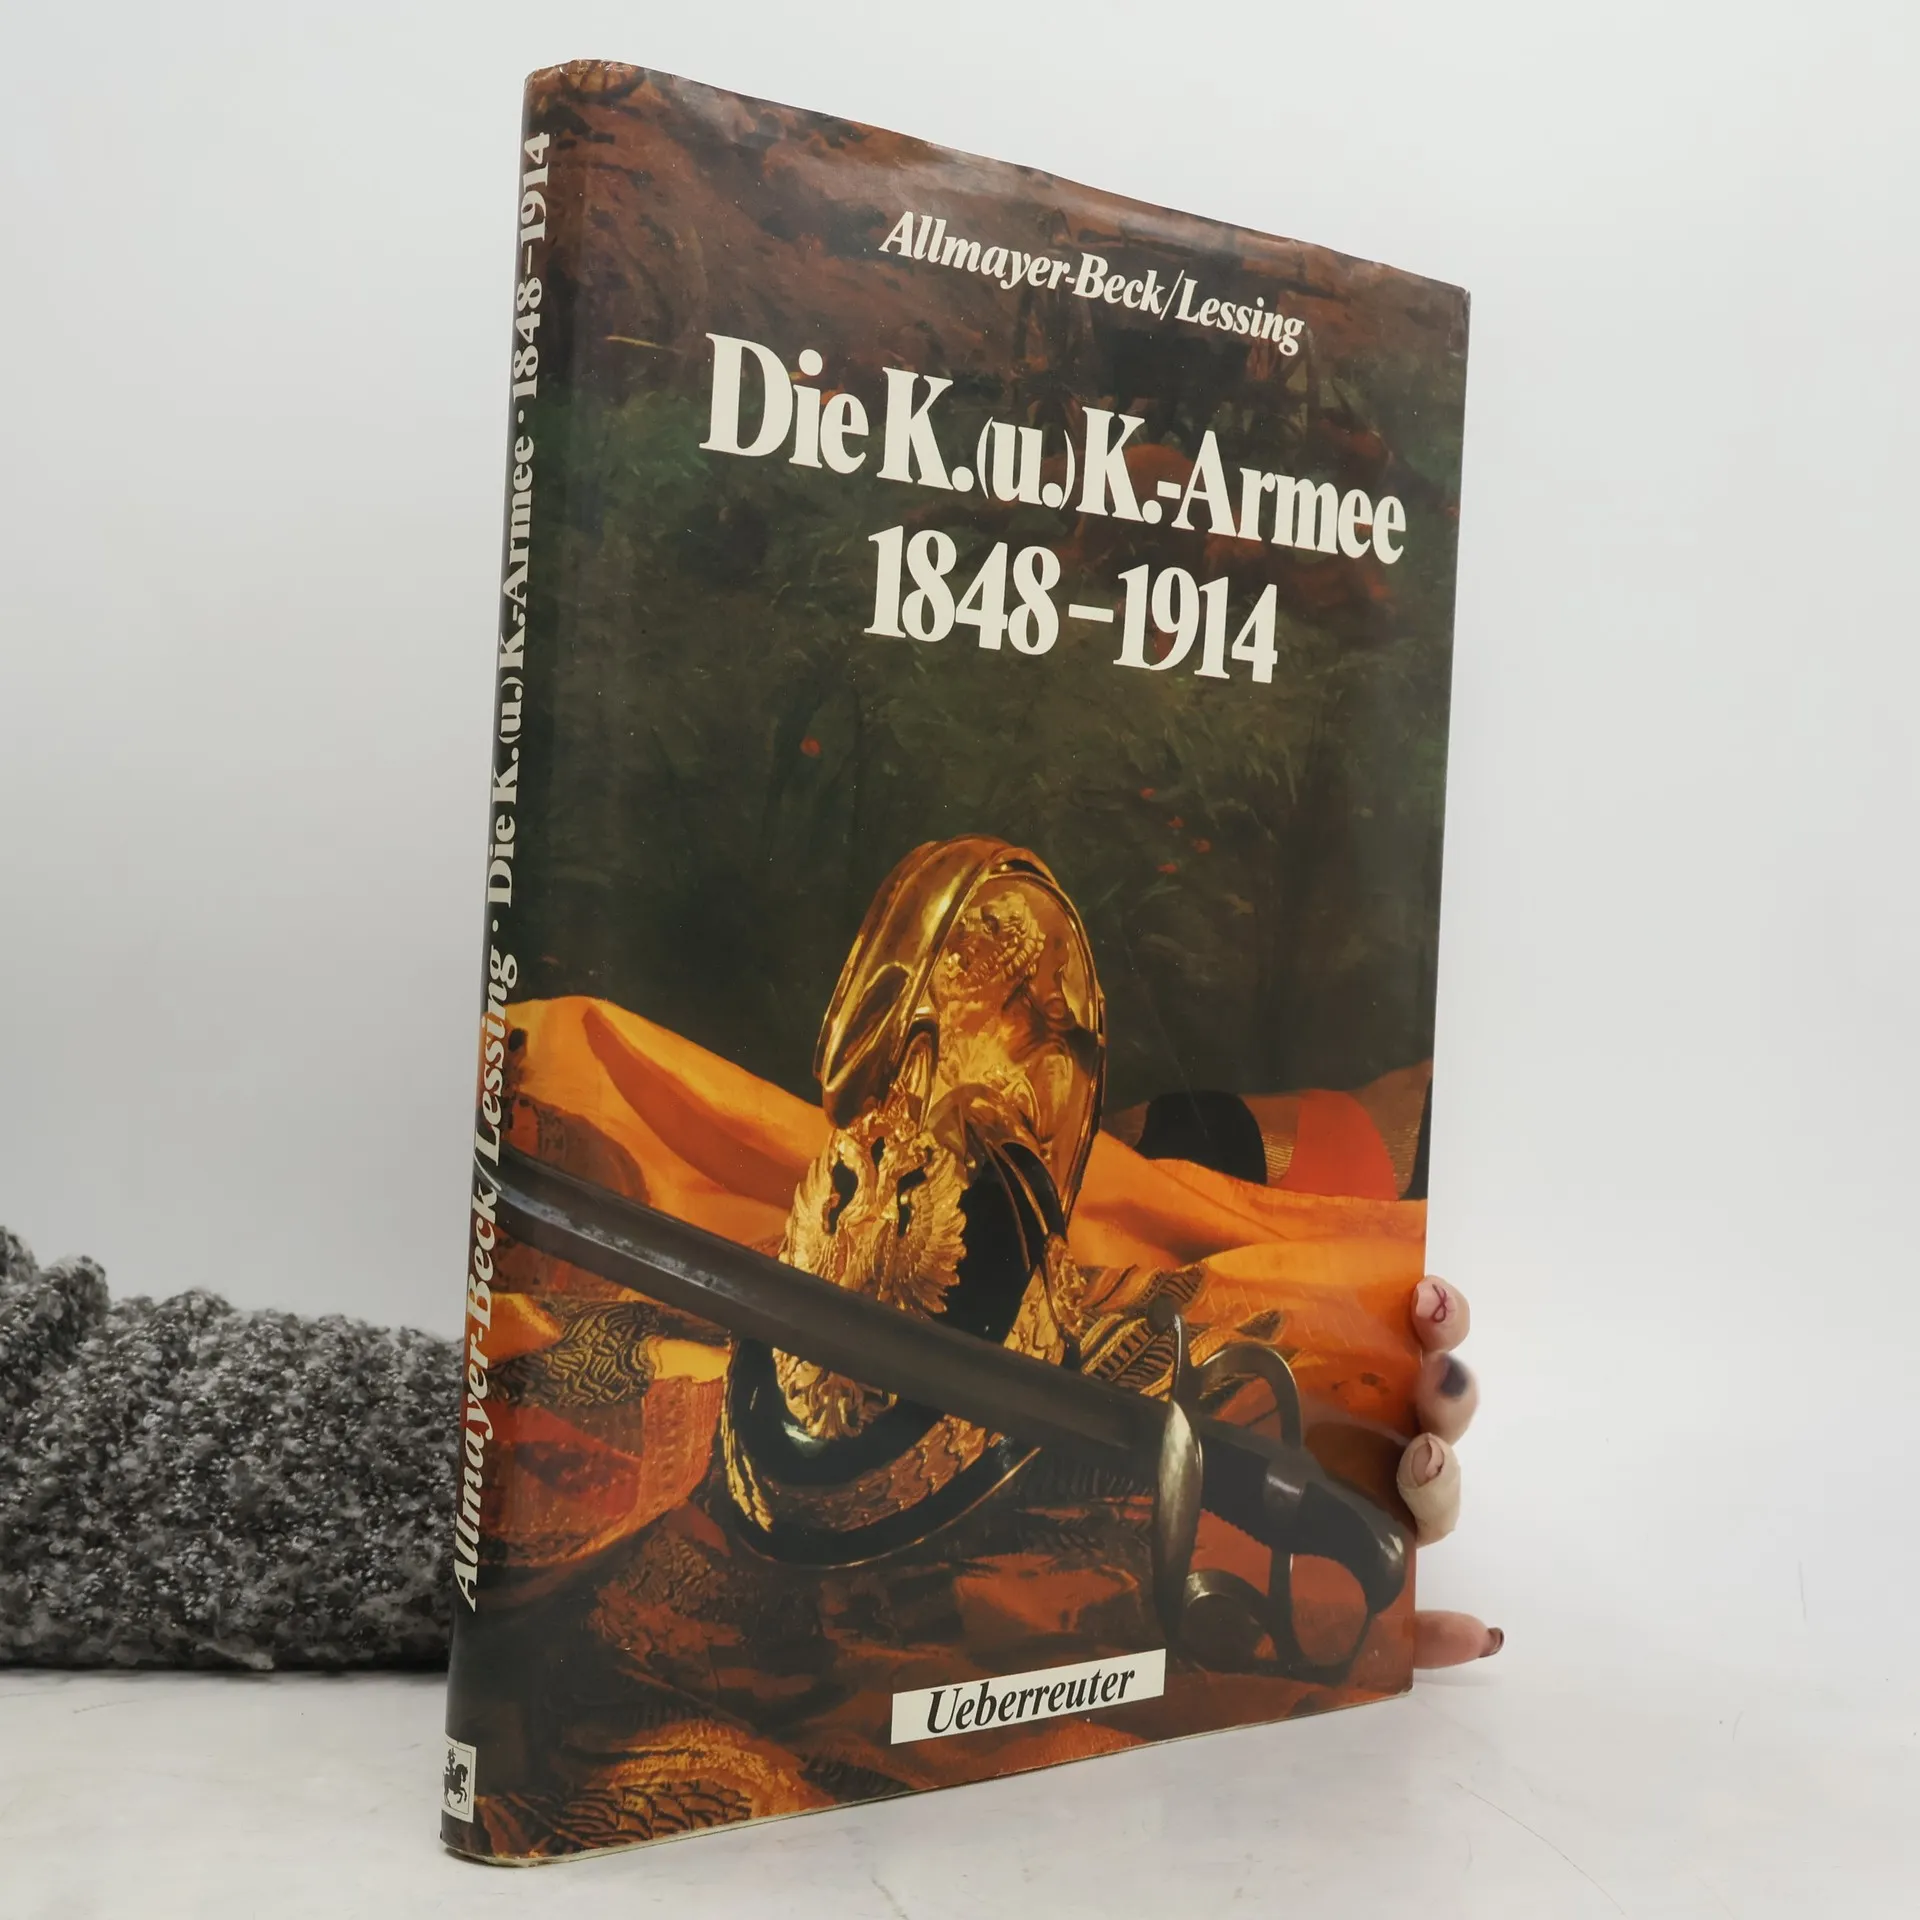 Allmayer-Beck/Lessing · Die K.(u.) K.-Armee · 1848–1914
Allmayer-Beck/Lessing
Die K.(u.) K.-Armee
1848–1914
Ueberreuter